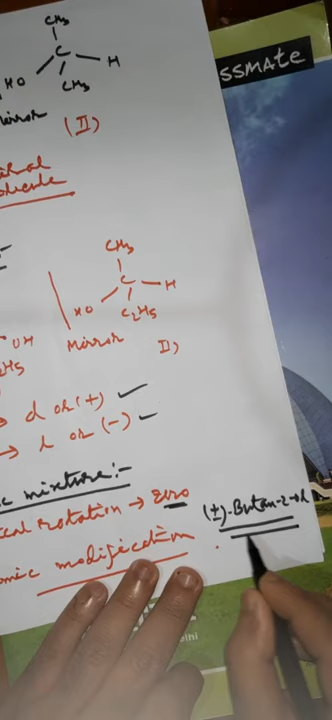 CH₃
C
H
HO
CH₃
(II)
SSMATE
CH₃
C
H
HO
C₂H₅
OH
Mirror
II)
→ d or (+)
→ l or (-)
mixture:-
rotation → zero
(±)-Butan-2-ol
modification